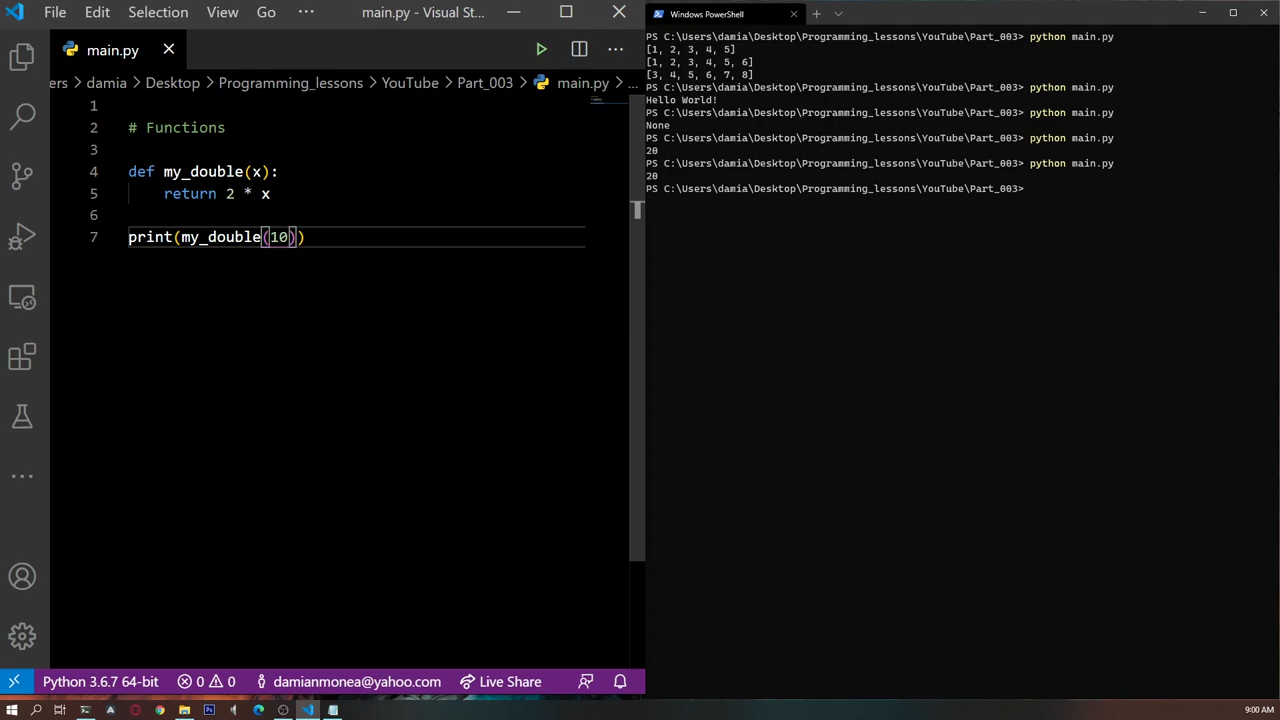 File Edit Selection View Go ··· main.py - Visual St...
main.py
ers > damia > Desktop > Programming_lessons > YouTube > Part_003 > main.py > ...
1
2 # Functions
3
4 def my_double(x):
5 return 2 * x
6
7 print(my_double(10))
Python 3.6.7 64-bit 0 0 damianmonea@yahoo.com Live Share
Windows PowerShell
PS C:\Users\damia\Desktop\Programming_lessons\YouTube\Part_003> python main.py
[1, 2, 3, 4, 5]
[1, 2, 3, 4, 5, 6]
[3, 4, 5, 6, 7, 8]
PS C:\Users\damia\Desktop\Programming_lessons\YouTube\Part_003> python main.py
Hello World!
PS C:\Users\damia\Desktop\Programming_lessons\YouTube\Part_003> python main.py
None
PS C:\Users\damia\Desktop\Programming_lessons\YouTube\Part_003> python main.py
20
PS C:\Users\damia\Desktop\Programming_lessons\YouTube\Part_003> python main.py
20
PS C:\Users\damia\Desktop\Programming_lessons\YouTube\Part_003>
9:00 AM